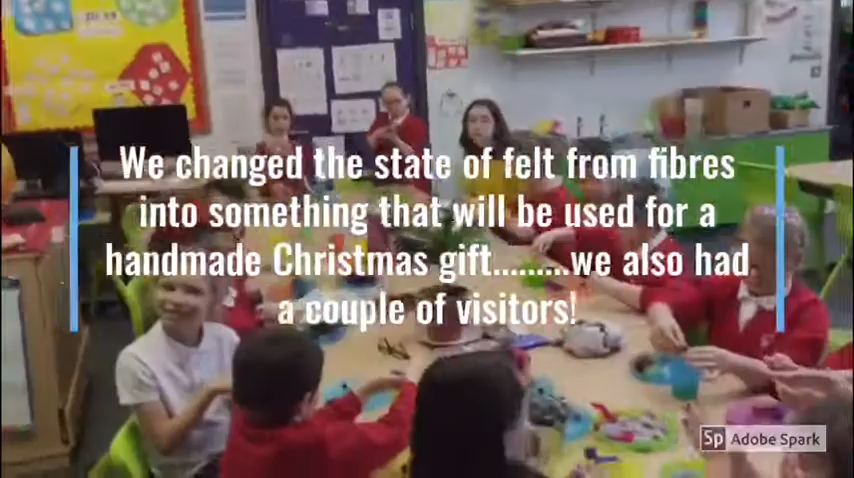 We changed the state of felt from fibres
into something that will be used for a
handmade Christmas gift.........we also had
a couple of visitors!
Sp Adobe Spark